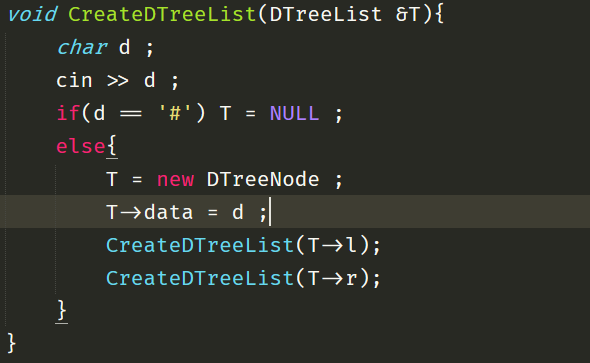 void CreateDTreeList(DTreeList &T){
    char d ;
    cin >> d ;
    if(d == '#') T = NULL ;
    else{
        T = new DTreeNode ;
        T->data = d ;
        CreateDTreeList(T->l);
        CreateDTreeList(T->r);
    }
}